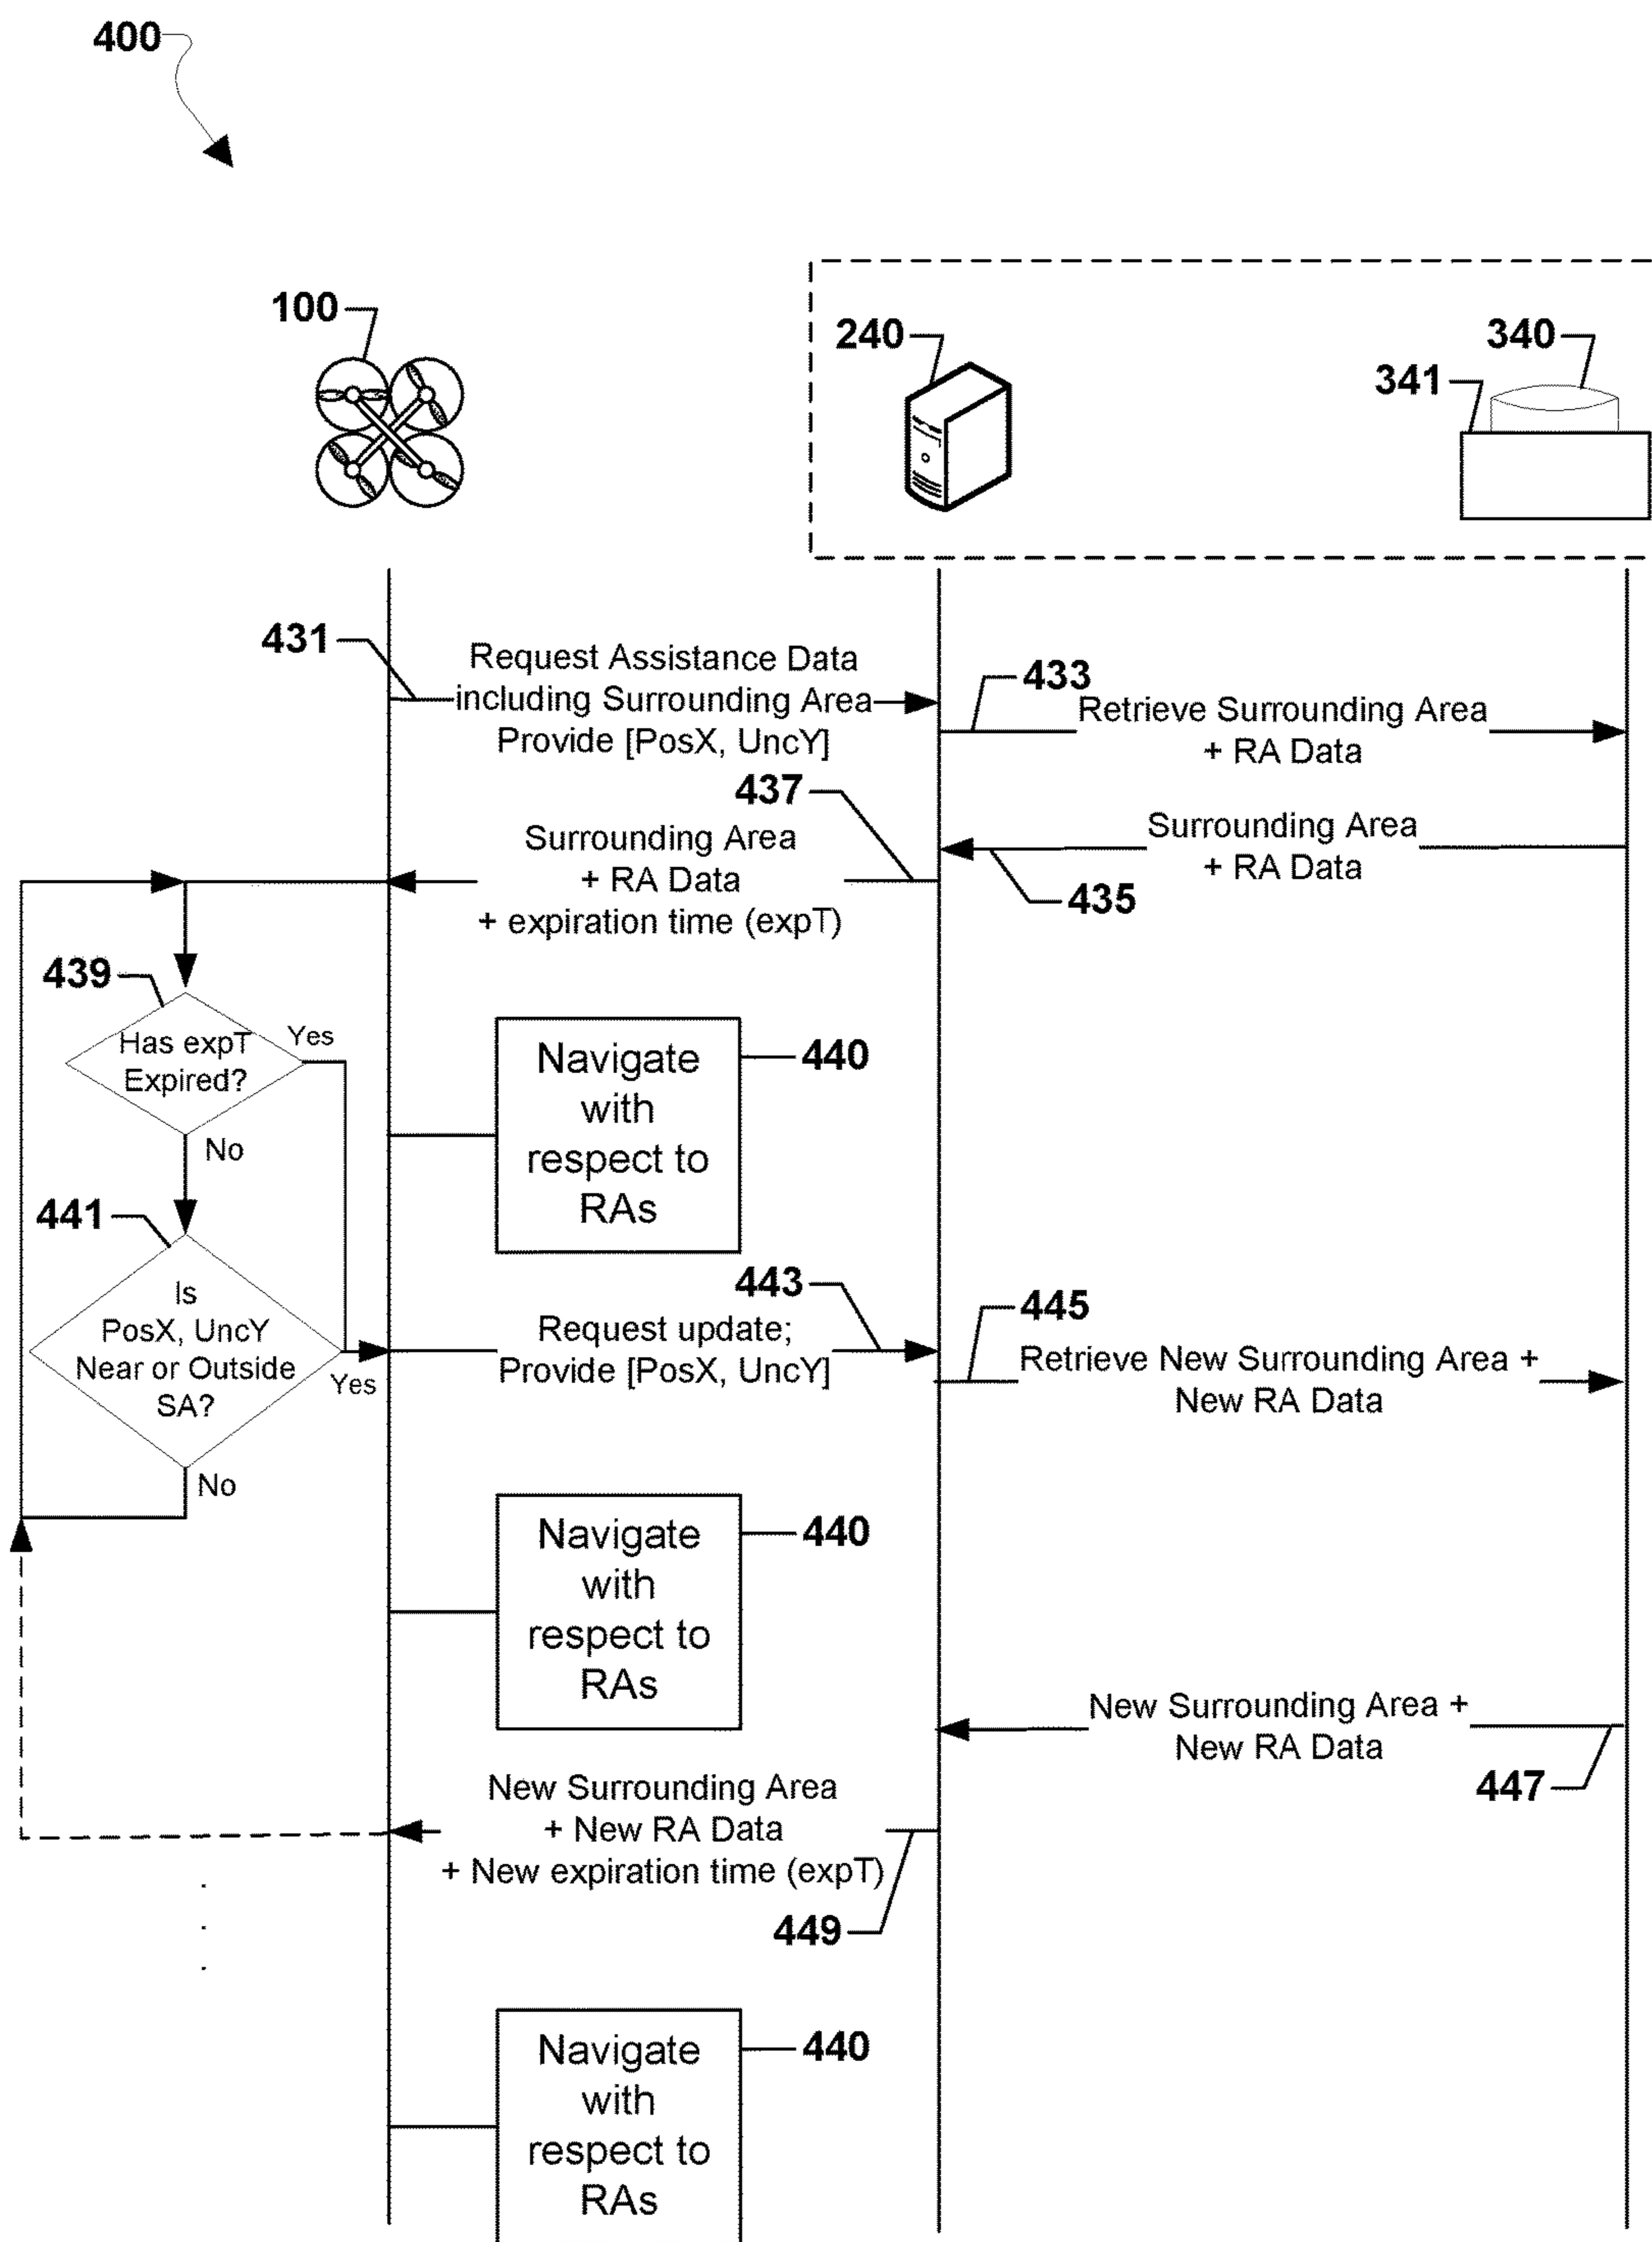 400
100
240
340
341
431
Request Assistance Data
including Surrounding Area
Provide [PosX, UncY]
433
Retrieve Surrounding Area
+ RA Data
437
Surrounding Area
+ RA Data
435
Surrounding Area
+ RA Data
+ expiration time (expT)
439
Has expT
Expired?
Yes
No
Navigate
with
respect to
RAs
440
441
Is
PosX, UncY
Near or Outside
SA?
Yes
No
443
Request update;
Provide [PosX, UncY]
445
Retrieve New Surrounding Area +
New RA Data
Navigate
with
respect to
RAs
440
New Surrounding Area +
New RA Data
447
New Surrounding Area
+ New RA Data
+ New expiration time (expT)
449
.
.
.
Navigate
with
respect to
RAs
440